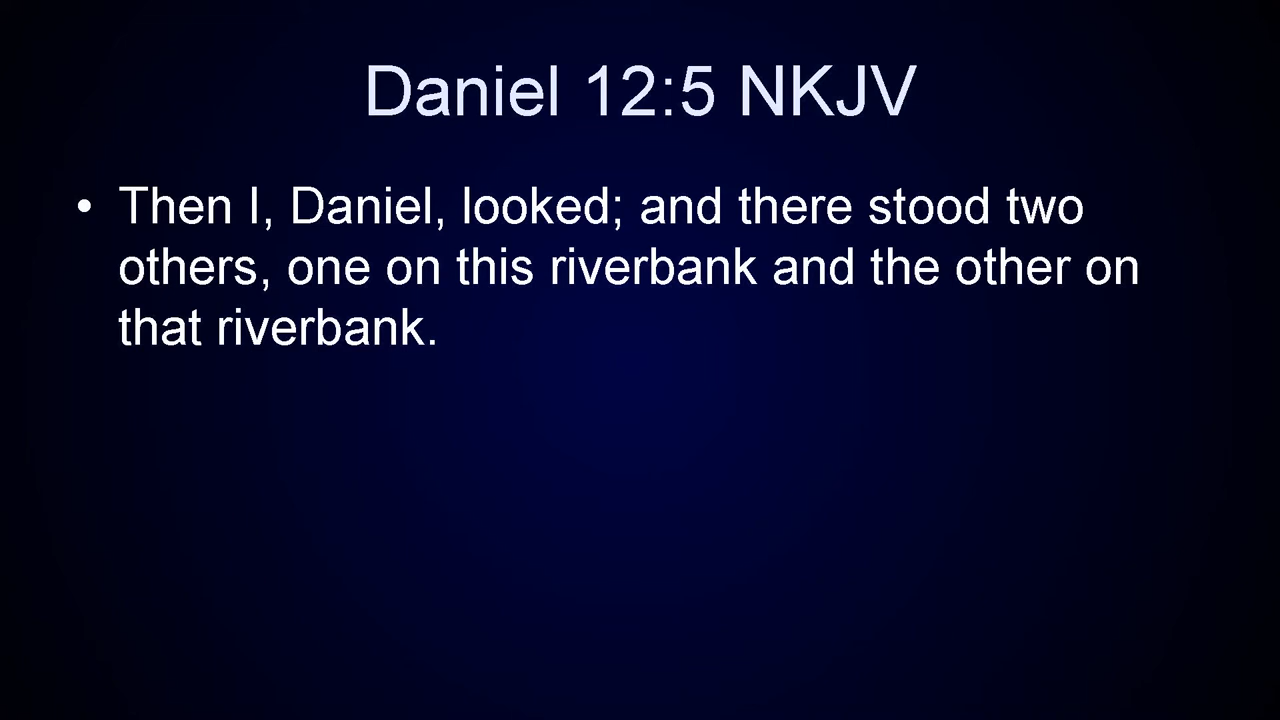 Daniel 12:5 NKJV
• Then I, Daniel, looked; and there stood two
others, one on this riverbank and the other on
that riverbank.